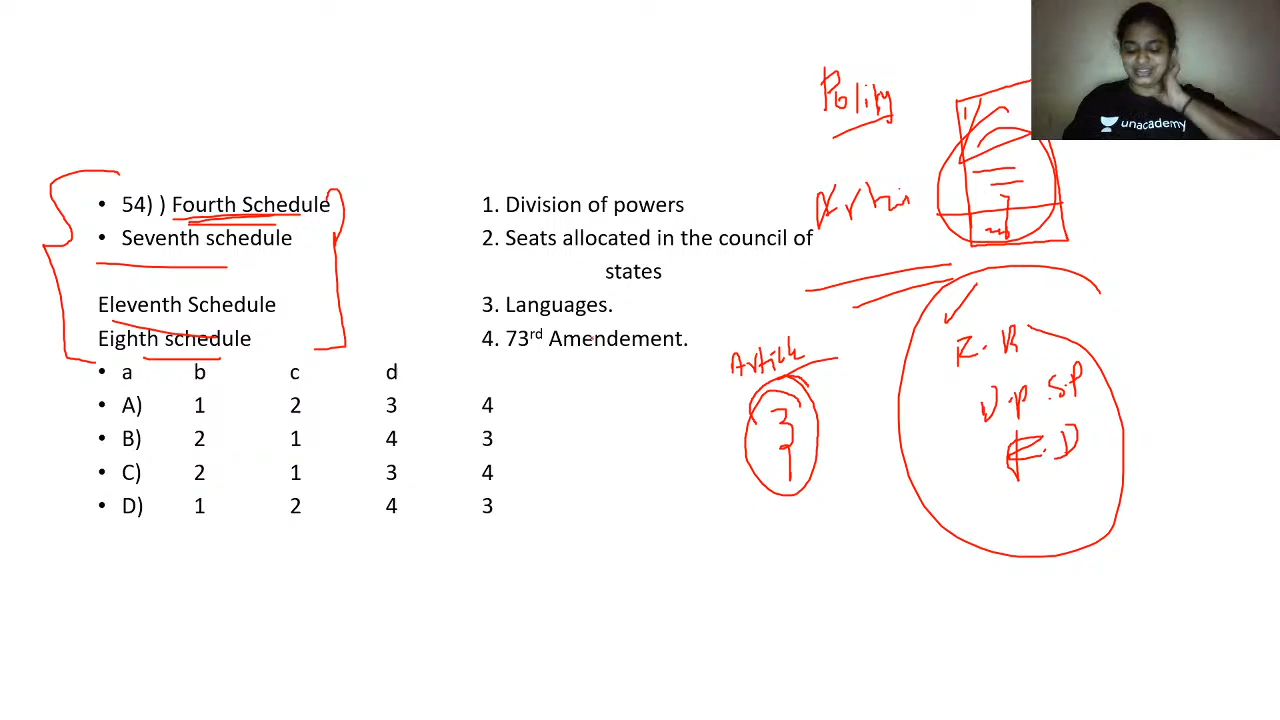 unacademy
Polity
• 54) ) Fourth Schedule 1. Division of powers
• Seventh schedule 2. Seats allocated in the council of
states
Eleventh Schedule 3. Languages.
Eighth schedule 4. 73rd Amendement.
Article
• a b c d
• A) 1 2 3 4
• B) 2 1 4 3
• C) 2 1 3 4
• D) 1 2 4 3
D.P.S.P
F.D